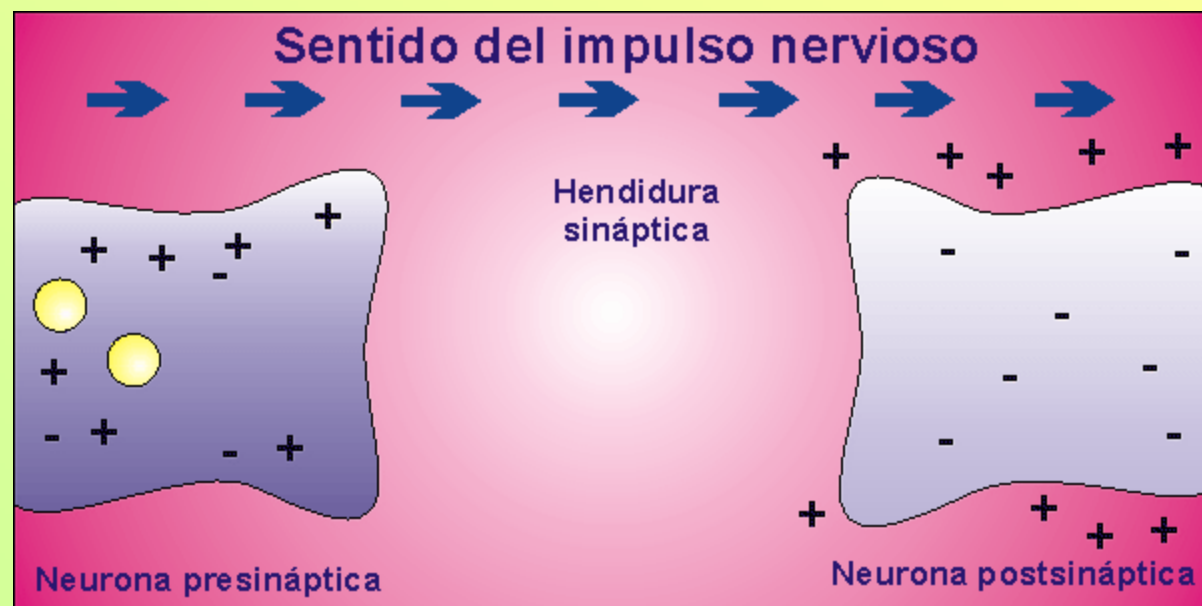 Sentido del impulso nervioso
Hendidura
sináptica
Neurona presináptica
Neurona postsináptica